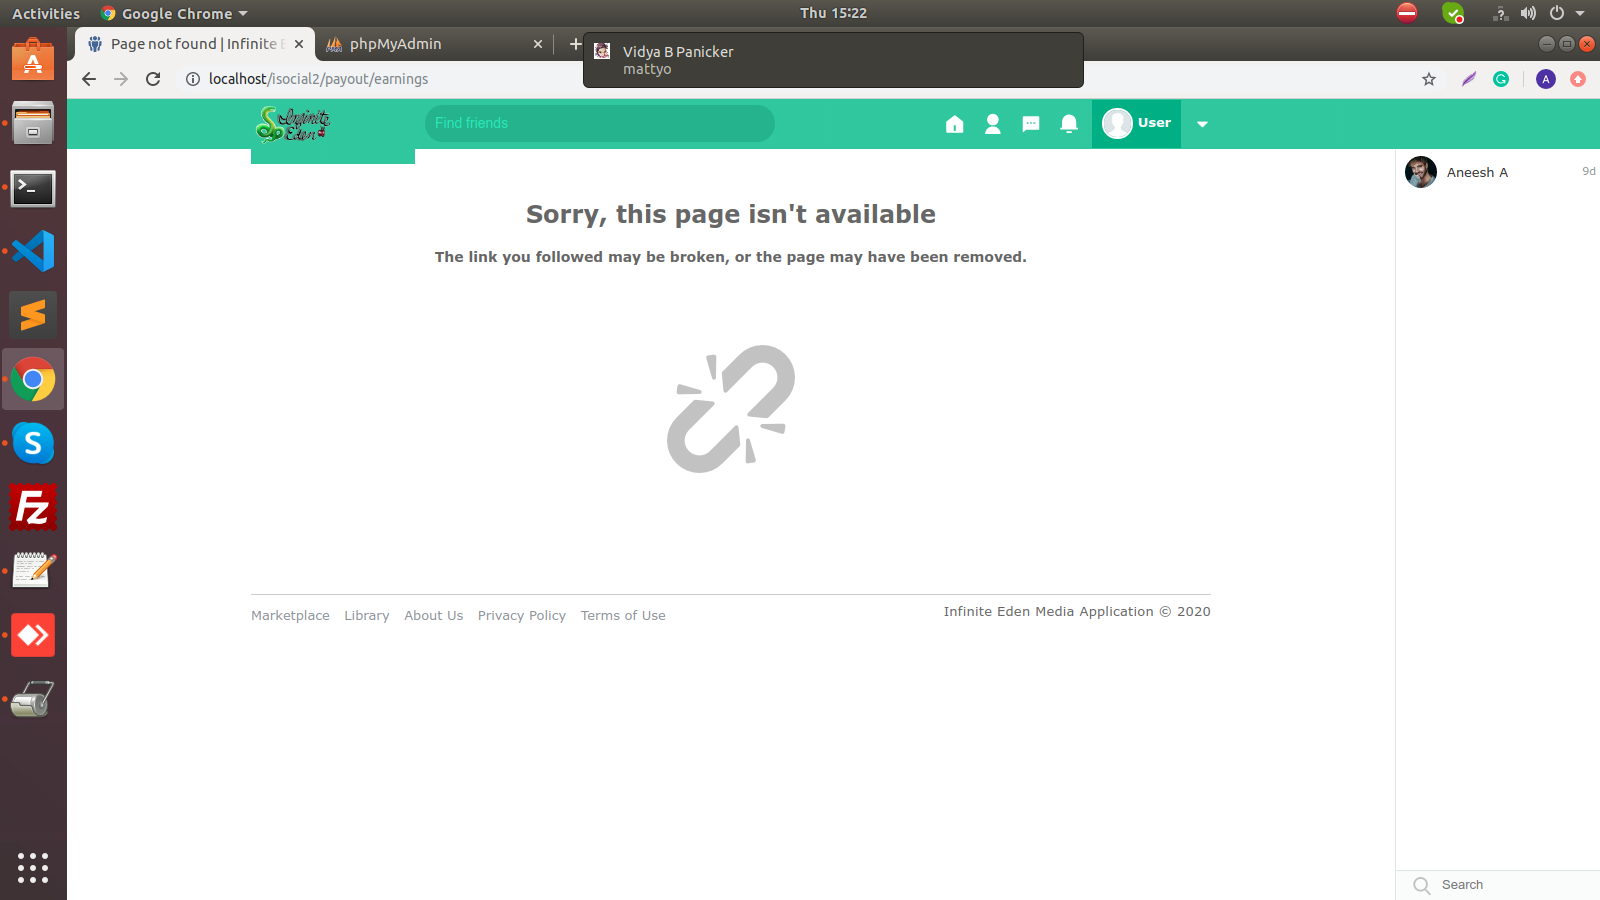 Activities
Google Chrome
Thu 15:22
Page not found | Infinite E
phpMyAdmin
Vidya B Panicker
mattyo
localhost/isocial2/payout/earnings
A
Infinite
Eden
Find friends
User
Aneesh A
9d
Sorry, this page isn't available
The link you followed may be broken, or the page may have been removed.
Marketplace
Library
About Us
Privacy Policy
Terms of Use
Infinite Eden Media Application © 2020
Search